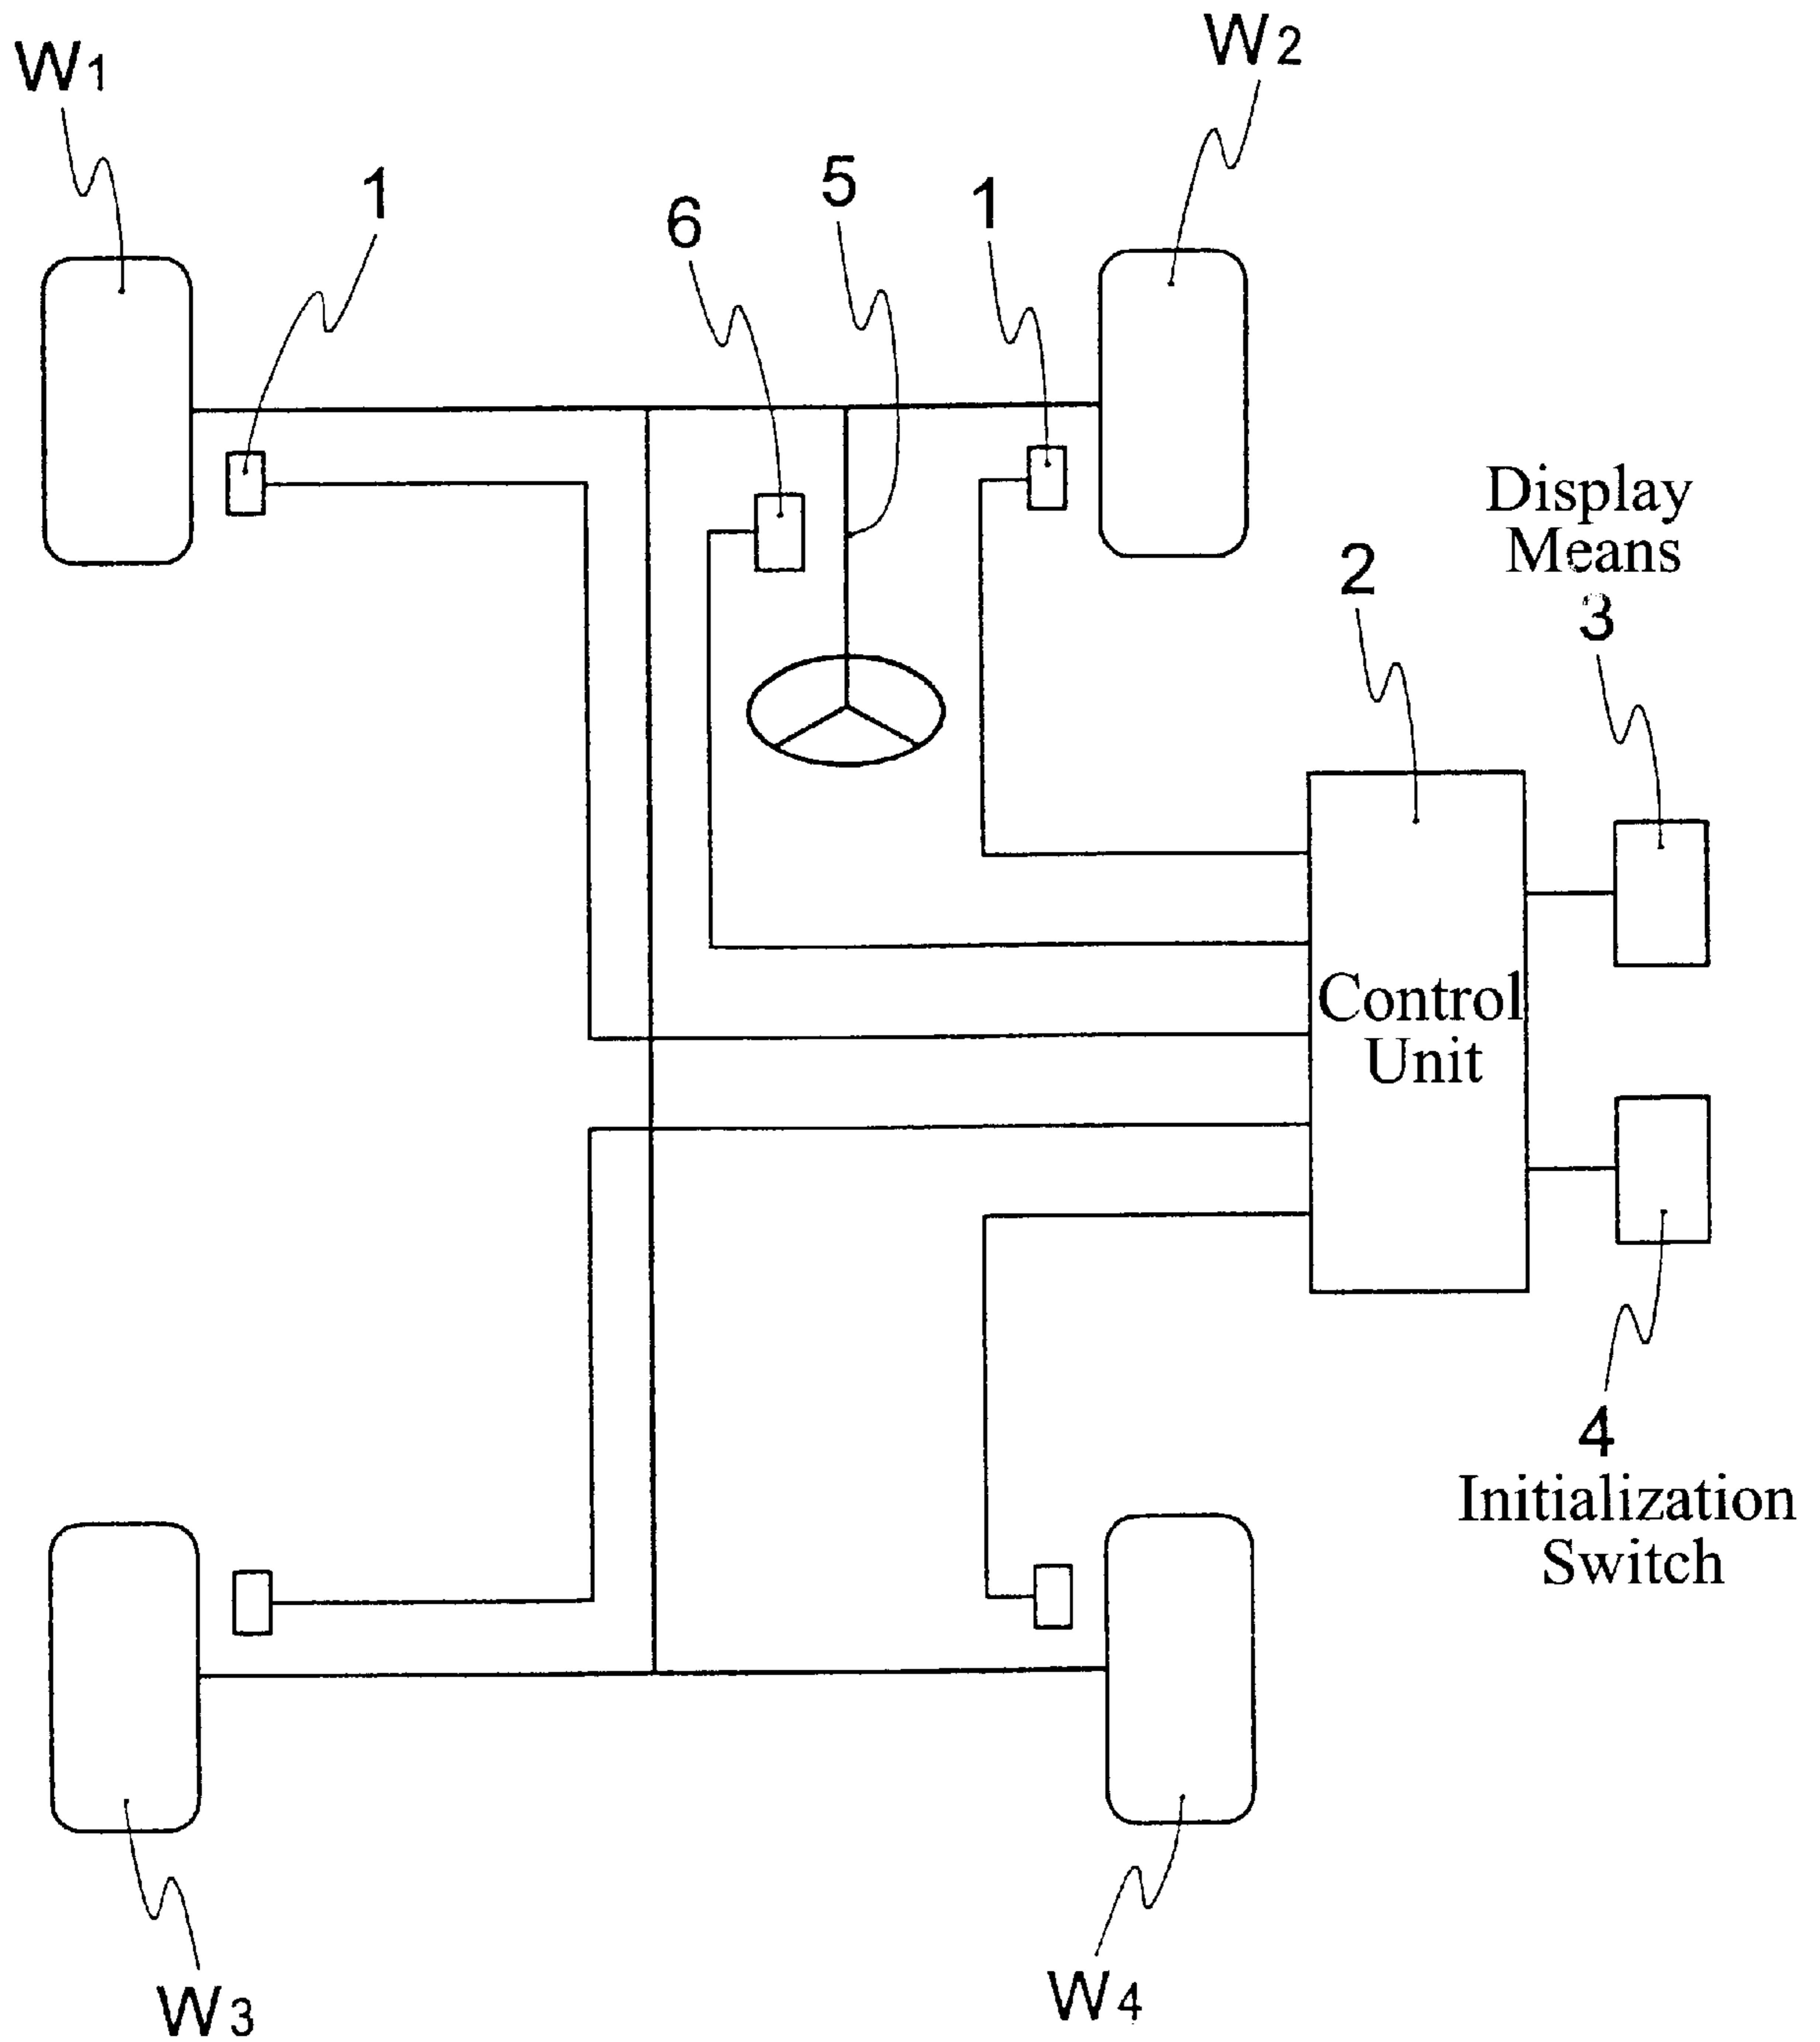 W1
W2
1
6
5
1
Display
Means
3
2
Control
Unit
4
Initialization
Switch
W3
W4